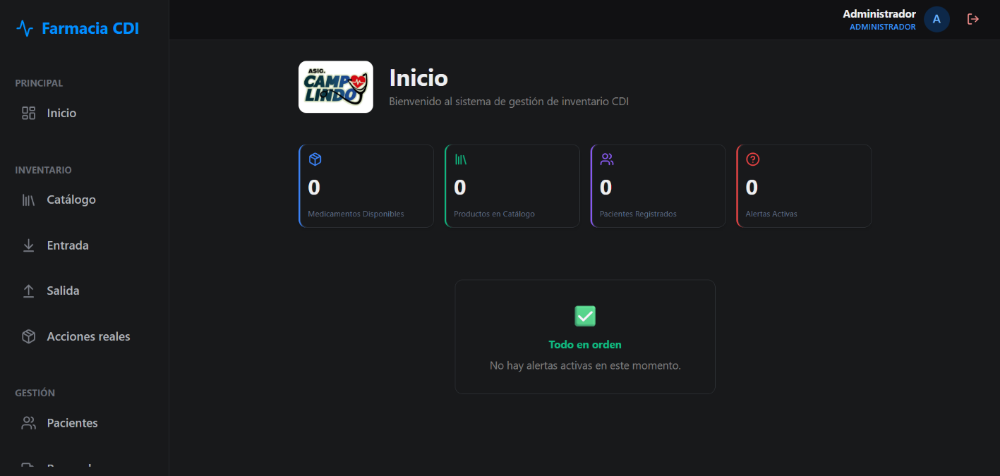 Farmacia CDI
Administrador
ADMINISTRADOR
A
PRINCIPAL
Inicio
INVENTARIO
Catálogo
Entrada
Salida
Acciones reales
GESTIÓN
Pacientes
ASIC.
CAMPO
LINDO
Inicio
Bienvenido al sistema de gestión de inventario CDI
0
Medicamentos Disponibles
0
Productos en Catálogo
0
Pacientes Registrados
0
Alertas Activas
Todo en orden
No hay alertas activas en este momento.